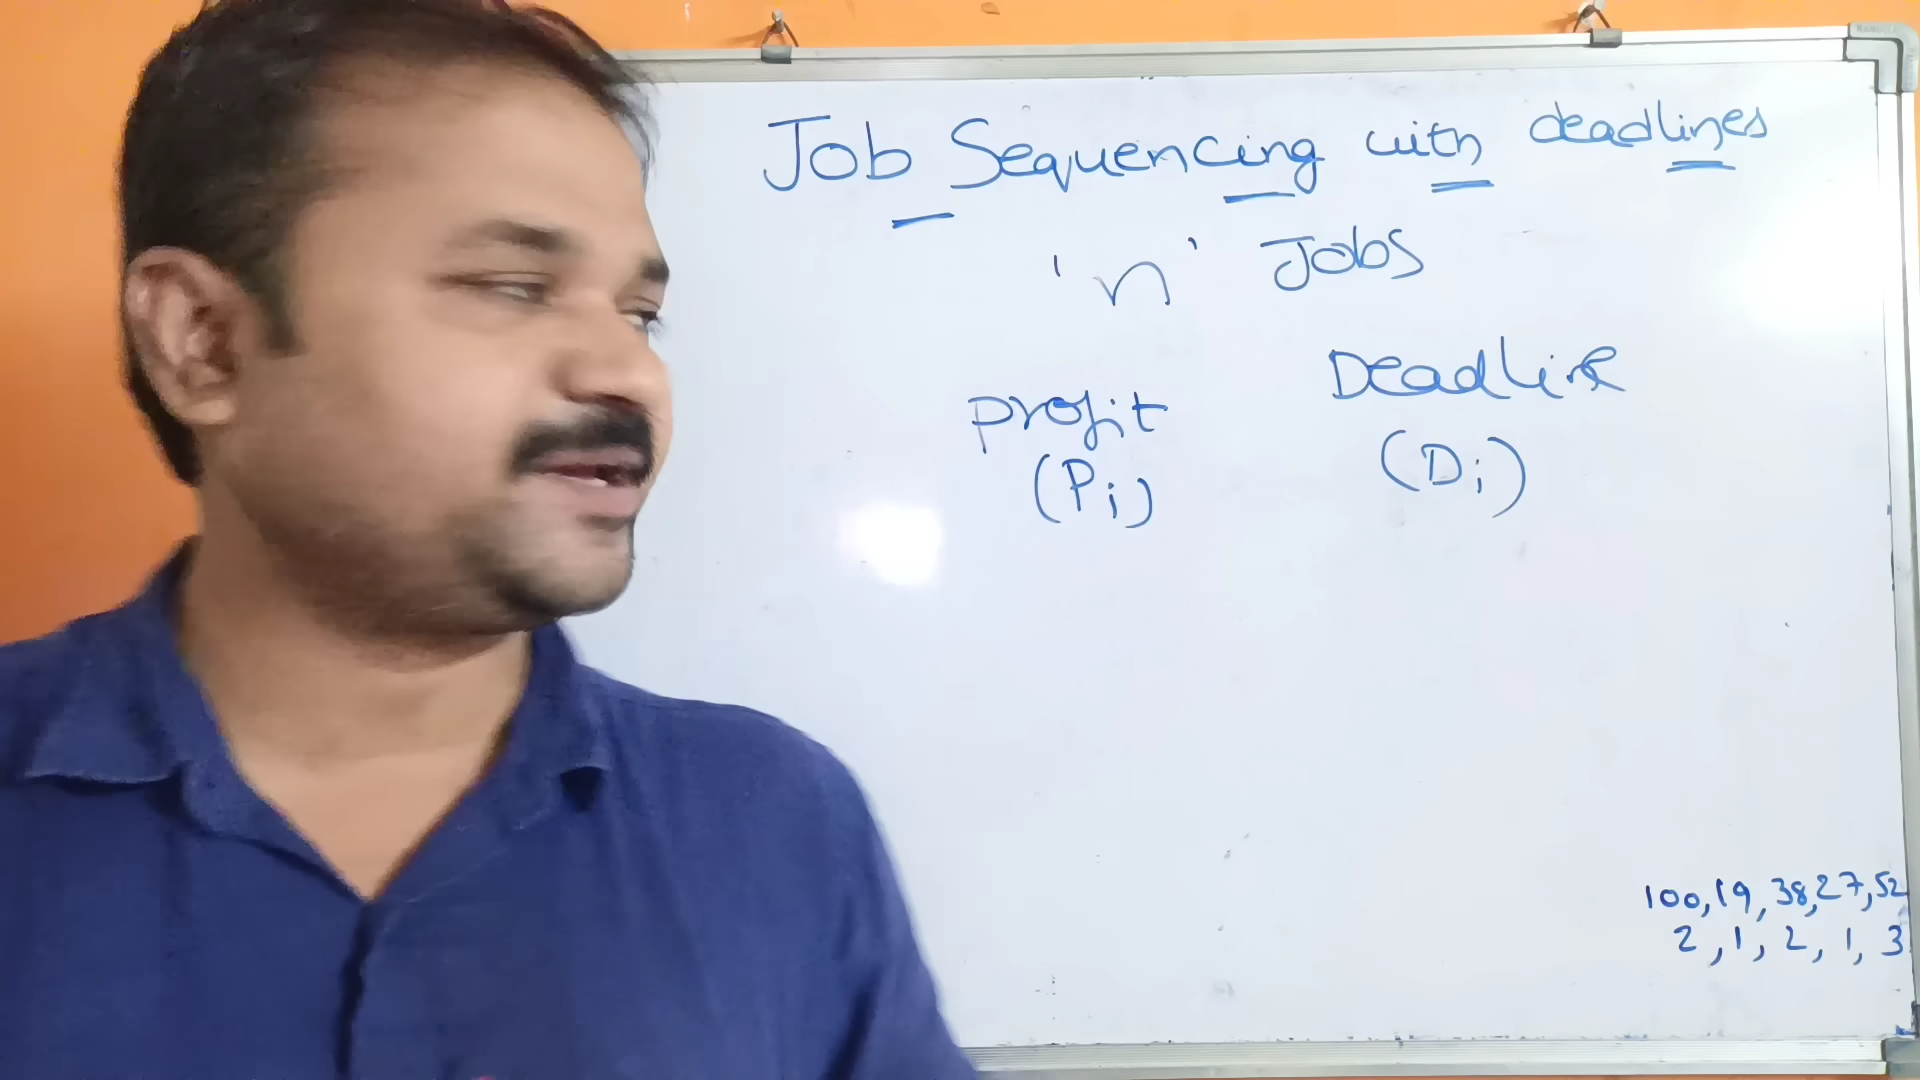 Job Sequencing with deadlines
'n' Jobs
Profit Deadline
(Pi) (Di)
100, 19, 38, 27, 52
2, 1, 2, 1, 3